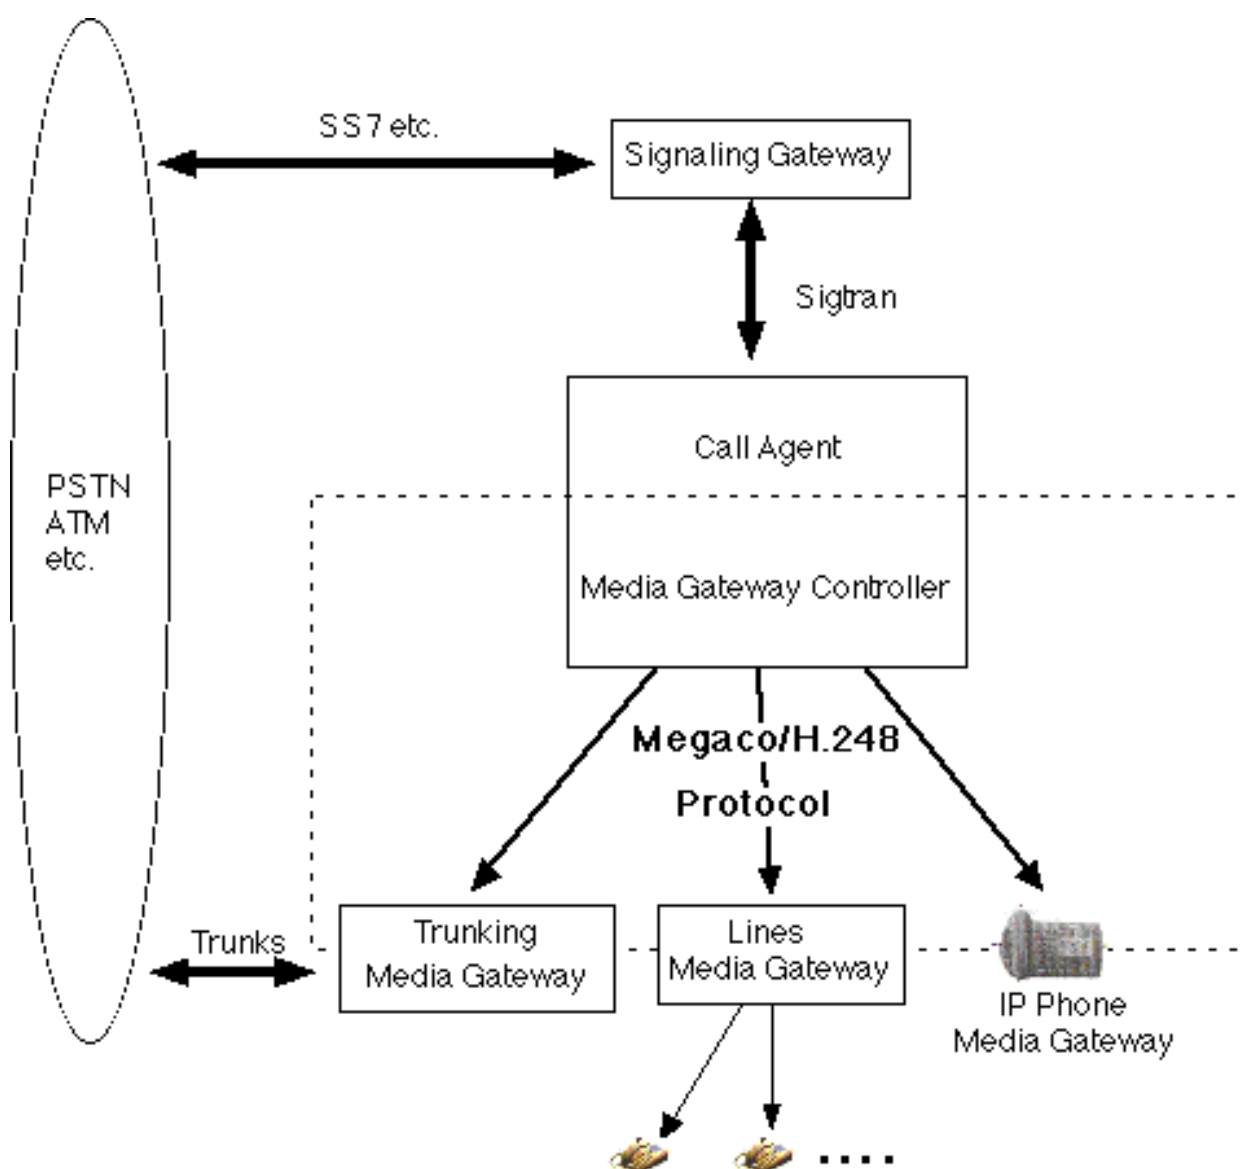 SS7 etc.
Signaling Gateway
Sigtran
Call Agent
PSTN
ATM
etc.
Media Gateway Controller
Megaco/H.248
Protocol
Trunks
Trunking
Media Gateway
Lines
Media Gateway
IP Phone
Media Gateway